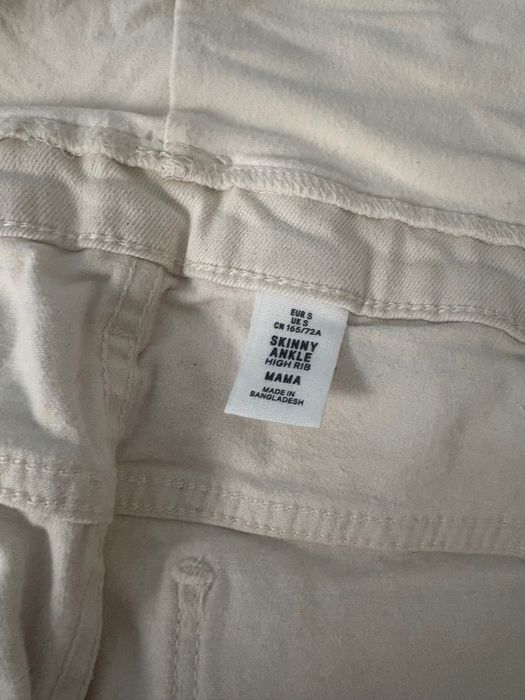 EUR S
UK S
CN 165/72A
SKINNY
ANKLE
HIGH RIB
MAMA
MADE IN
BANGLADESH